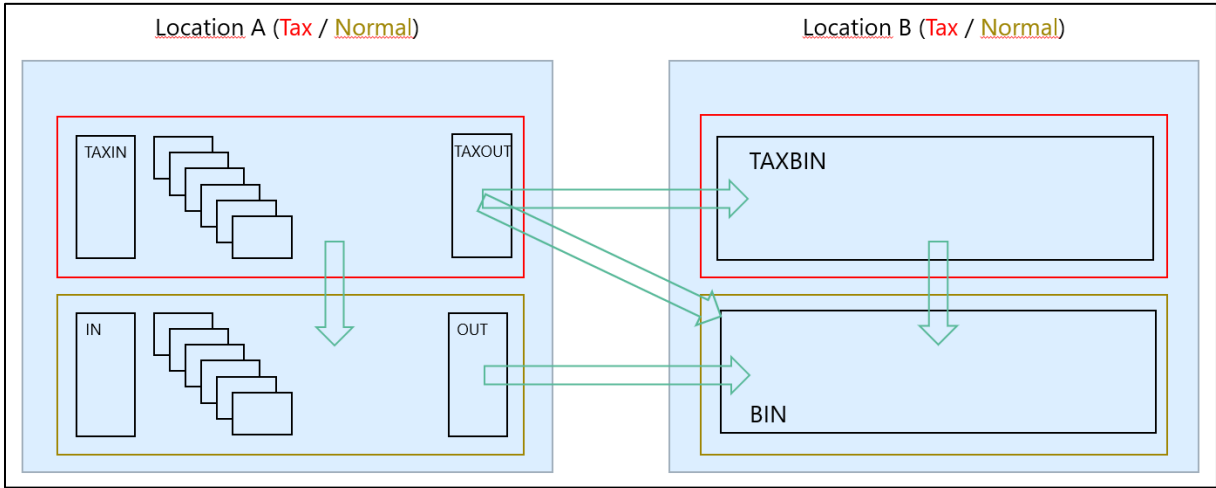 Location A (Tax / Normal)
Location B (Tax / Normal)
TAXIN
TAXOUT
TAXBIN
IN
OUT
BIN